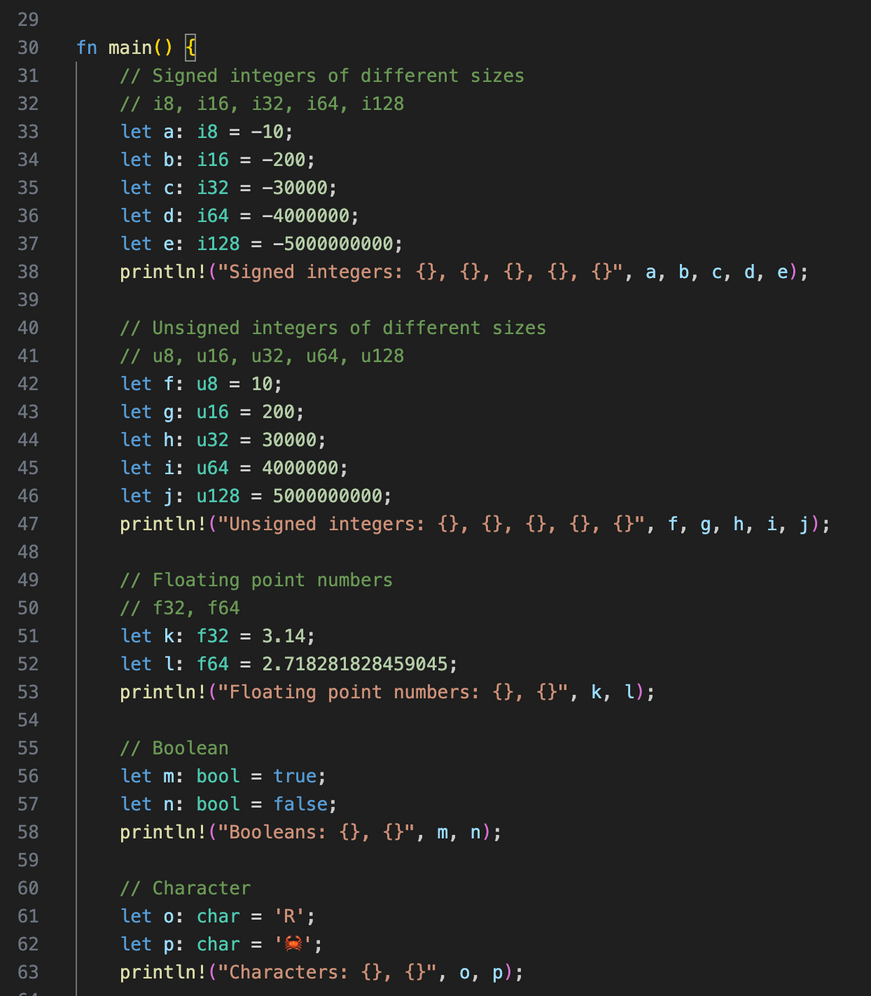 29
30 fn main() {
31 // Signed integers of different sizes
32 // i8, i16, i32, i64, i128
33 let a: i8 = -10;
34 let b: i16 = -200;
35 let c: i32 = -30000;
36 let d: i64 = -4000000;
37 let e: i128 = -5000000000;
38 println!("Signed integers: {}, {}, {}, {}, {}", a, b, c, d, e);
39
40 // Unsigned integers of different sizes
41 // u8, u16, u32, u64, u128
42 let f: u8 = 10;
43 let g: u16 = 200;
44 let h: u32 = 30000;
45 let i: u64 = 4000000;
46 let j: u128 = 5000000000;
47 println!("Unsigned integers: {}, {}, {}, {}, {}", f, g, h, i, j);
48
49 // Floating point numbers
50 // f32, f64
51 let k: f32 = 3.14;
52 let l: f64 = 2.718281828459045;
53 println!("Floating point numbers: {}, {}", k, l);
54
55 // Boolean
56 let m: bool = true;
57 let n: bool = false;
58 println!("Booleans: {}, {}", m, n);
59
60 // Character
61 let o: char = 'R';
62 let p: char = '🦀';
63 println!("Characters: {}, {}", o, p);